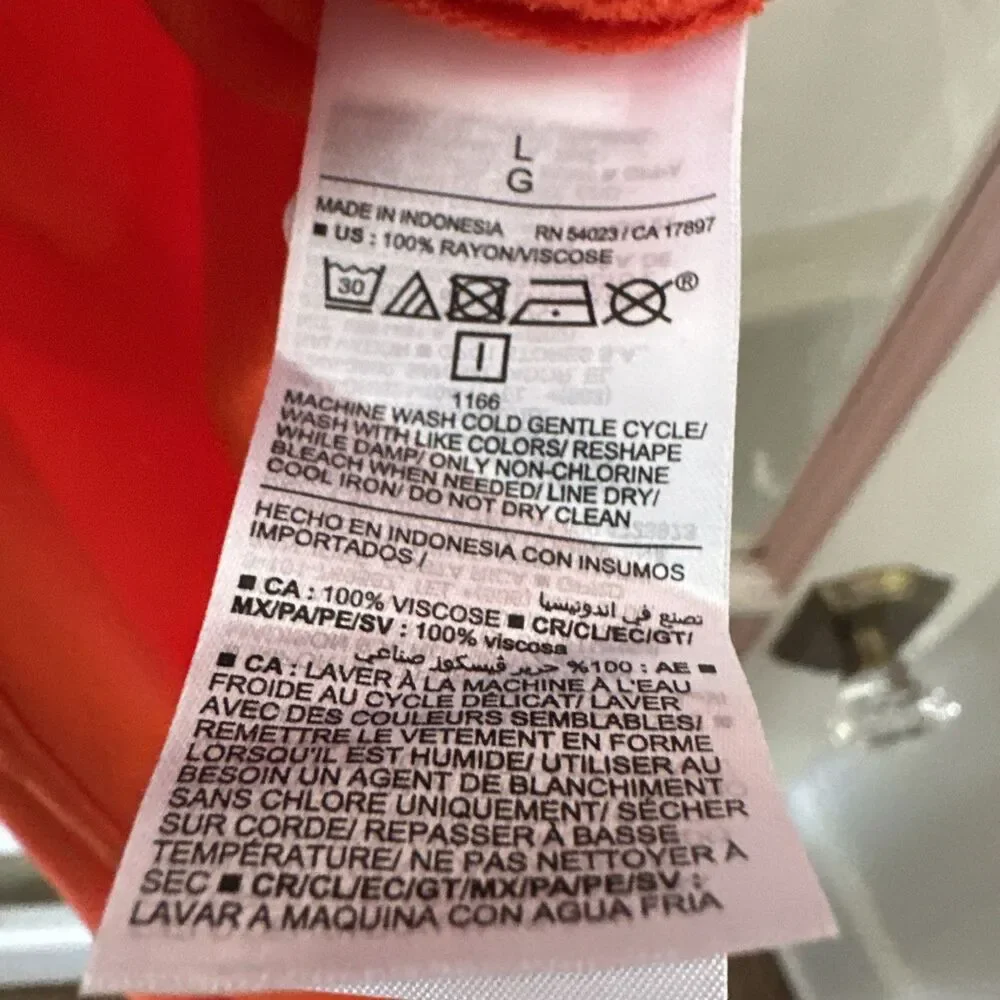 L
G
MADE IN INDONESIA RN 54023 / CA 17897
■ US : 100% RAYON/VISCOSE
30
®
1166
MACHINE WASH COLD GENTLE CYCLE/
WASH WITH LIKE COLORS/ RESHAPE
WHILE DAMP/ ONLY NON-CHLORINE
BLEACH WHEN NEEDED/ LINE DRY/
COOL IRON/ DO NOT DRY CLEAN
HECHO EN INDONESIA CON INSUMOS
IMPORTADOS /
تصنع في اندونيسيا
■ CA : 100% VISCOSE ■ CR/CL/EC/GT/
MX/PA/PE/SV : 100% viscosa
■ AE : 100% حرير فيسكوز صناعي
■ CA : LAVER À LA MACHINE À L'EAU
FROIDE AU CYCLE DÉLICAT/ LAVER
AVEC DES COULEURS SEMBLABLES/
REMETTRE LE VÊTEMENT EN FORME
LORSQU'IL EST HUMIDE/ UTILISER AU
BESOIN UN AGENT DE BLANCHIMENT
SANS CHLORE UNIQUEMENT/ SÉCHER
SUR CORDE/ REPASSER À BASSE
TEMPÉRATURE/ NE PAS NETTOYER À
SEC ■ CR/CL/EC/GT/MX/PA/PE/SV :
LAVAR A MAQUINA CON AGUA FRIA